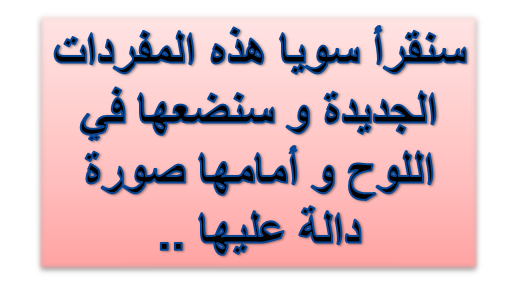 سنقرأ سويا هذه المفردات
الجديدة و سنضعها في
اللوح و أمامها صورة
دالة عليها ..